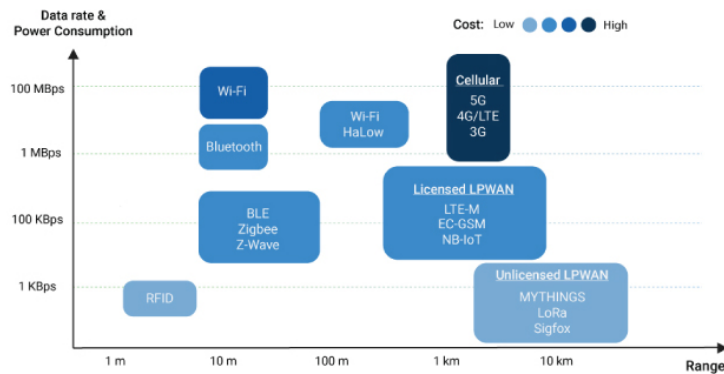 Data rate &
Power Consumption
Cost: Low High
100 MBps
1 MBps
100 KBps
1 KBps
Wi-Fi
Bluetooth
Wi-Fi
HaLow
Cellular
5G
4G/LTE
3G
BLE
Zigbee
Z-Wave
Licensed LPWAN
LTE-M
EC-GSM
NB-IoT
RFID
Unlicensed LPWAN
MYTHINGS
LoRa
Sigfox
1 m 10 m 100 m 1 km 10 km
Range